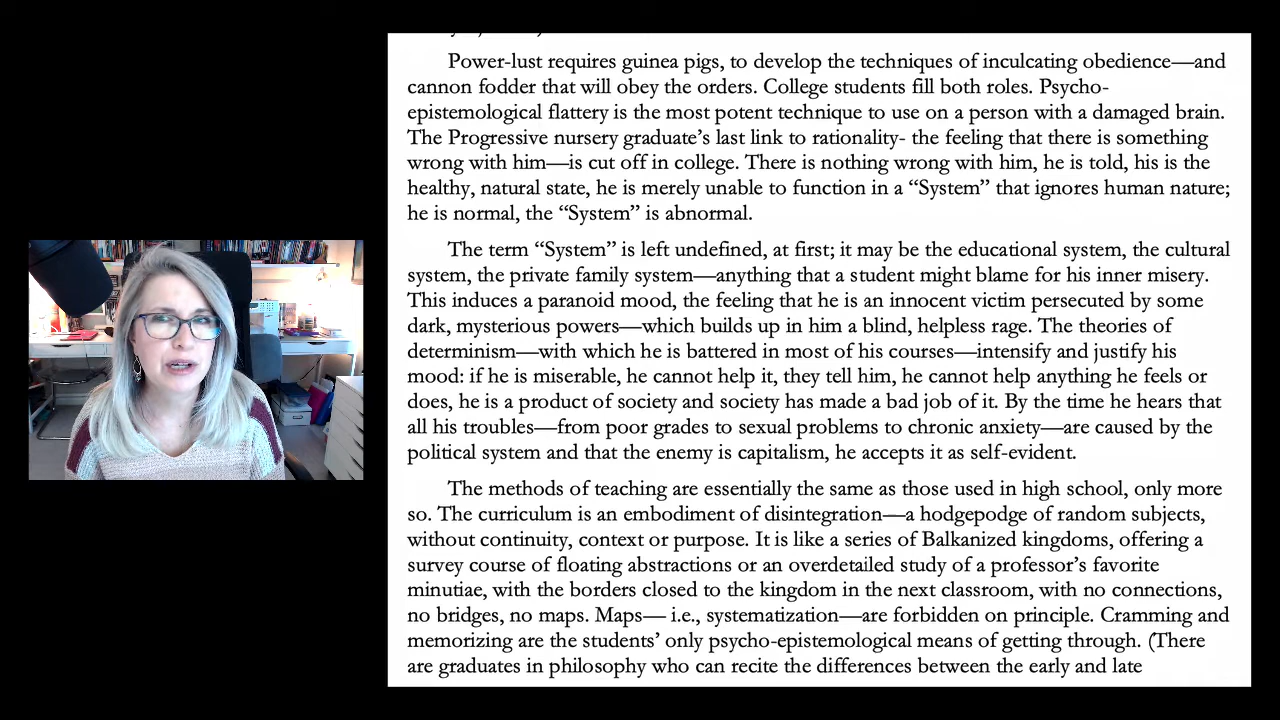 Power-lust requires guinea pigs, to develop the techniques of inculcating obedience—and
cannon fodder that will obey the orders. College students fill both roles. Psycho-
epistemological flattery is the most potent technique to use on a person with a damaged brain.
The Progressive nursery graduate’s last link to rationality- the feeling that there is something
wrong with him—is cut off in college. There is nothing wrong with him, he is told, his is the
healthy, natural state, he is merely unable to function in a “System” that ignores human nature;
he is normal, the “System” is abnormal.
The term “System” is left undefined, at first; it may be the educational system, the cultural
system, the private family system—anything that a student might blame for his inner misery.
This induces a paranoid mood, the feeling that he is an innocent victim persecuted by some
dark, mysterious powers—which builds up in him a blind, helpless rage. The theories of
determinism—with which he is battered in most of his courses—intensify and justify his
mood: if he is miserable, he cannot help it, they tell him, he cannot help anything he feels or
does, he is a product of society and society has made a bad job of it. By the time he hears that
all his troubles—from poor grades to sexual problems to chronic anxiety—are caused by the
political system and that the enemy is capitalism, he accepts it as self-evident.
The methods of teaching are essentially the same as those used in high school, only more
so. The curriculum is an embodiment of disintegration—a hodgepodge of random subjects,
without continuity, context or purpose. It is like a series of Balkanized kingdoms, offering a
survey course of floating abstractions or an overdetailed study of a professor’s favorite
minutiae, with the borders closed to the kingdom in the next classroom, with no connections,
no bridges, no maps. Maps— i.e., systematization—are forbidden on principle. Cramming and
memorizing are the students’ only psycho-epistemological means of getting through. (There
are graduates in philosophy who can recite the differences between the early and late